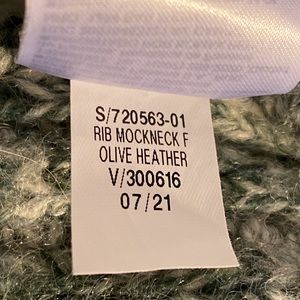 S/720563-01
RIB MOCKNECK F
OLIVE HEATHER
V/300616
07/21